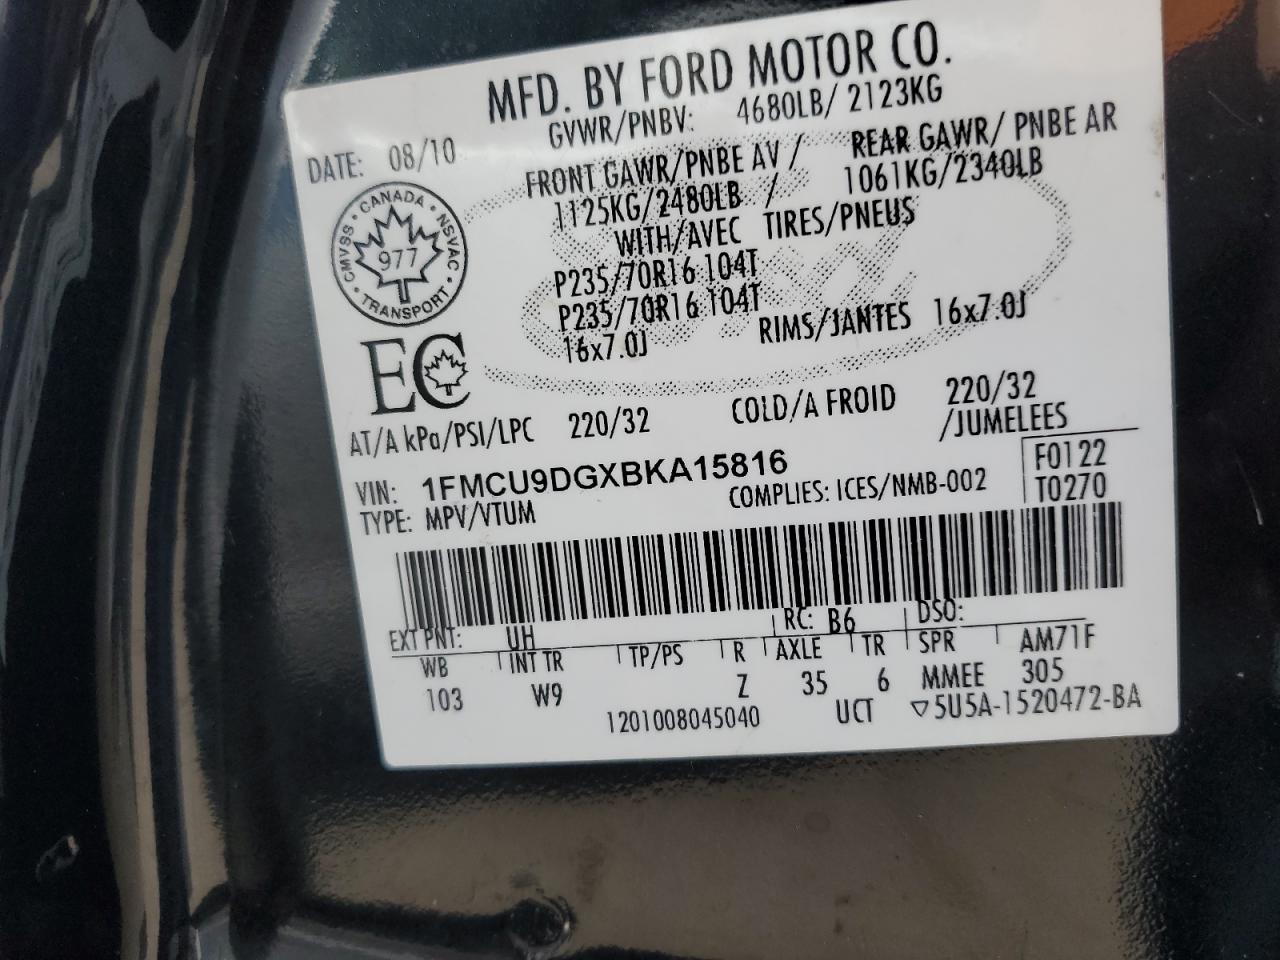 MFD. BY FORD MOTOR CO.
DATE: 08/10
GVWR/PNBV: 4680LB/ 2123KG
FRONT GAWR/PNBE AV / REAR GAWR/ PNBE AR
1125KG/2480LB / 1061KG/2340LB
WITH/AVEC TIRES/PNEUS
P235/70R16 104T
P235/70R16 104T
16x7.0J RIMS/JANTES 16x7.0J
CMVSS · CANADA · NSVAC · TRANSPORT
977
EC
AT/A kPa/PSI/LPC 220/32 COLD/A FROID 220/32
/JUMELEES
VIN: 1FMCU9DGXBKA15816
F0122
TYPE: MPV/VTUM COMPLIES: ICES/NMB-002
T0270
EXT PNT: UH RC: B6 DSO:
WB INT TR TP/PS R AXLE TR SPR AM71F
103 W9 Z 35 6 MMEE 305
1201008045040 UCT ▽5U5A-1520472-BA